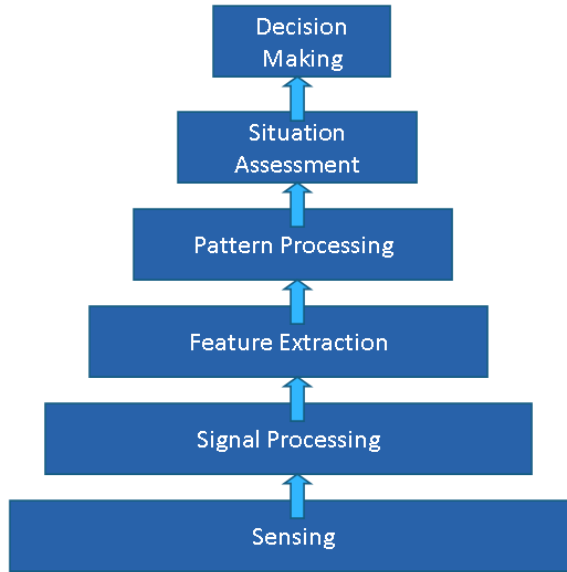 Decision
Making
Situation
Assessment
Pattern Processing
Feature Extraction
Signal Processing
Sensing